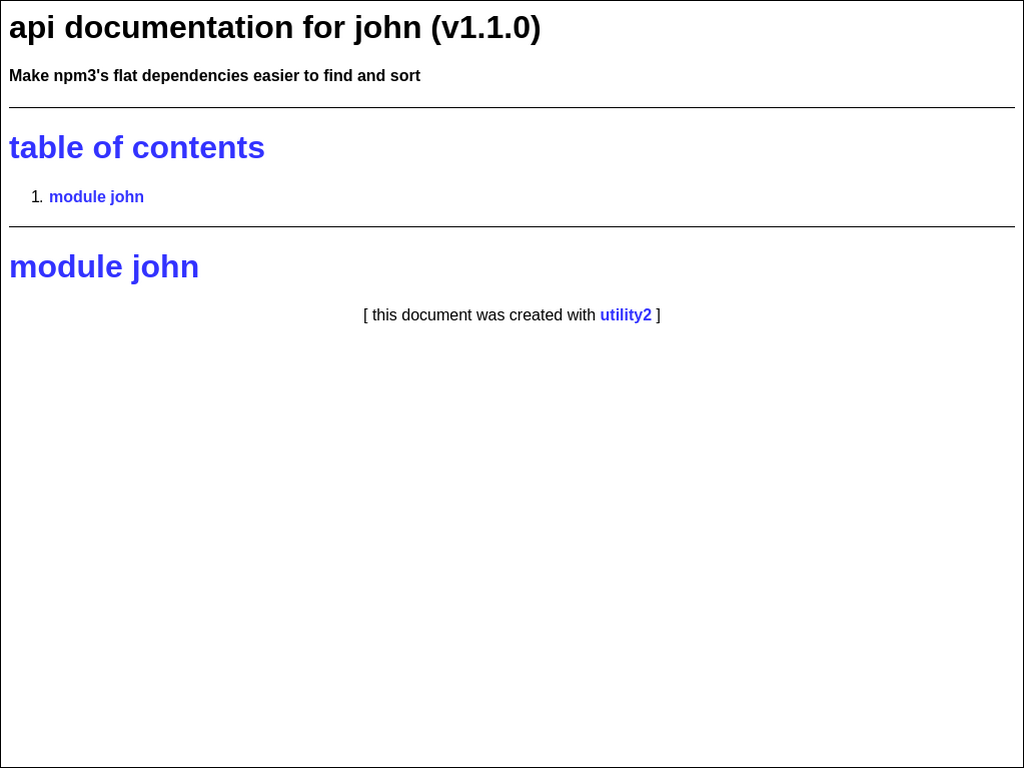 api documentation for john (v1.1.0)
Make npm3's flat dependencies easier to find and sort
table of contents
1. module john
module john
[ this document was created with utility2 ]